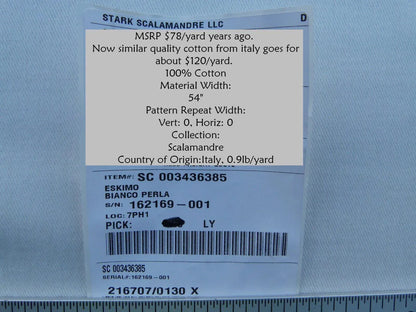 STARK SCALAMANDRE LLC
D
MSRP $78/yard years ago.
Now similar quality cotton from italy goes for
about $120/yard.
100% Cotton
Material Width:
54"
Pattern Repeat Width:
Vert: 0, Horiz: 0
Collection:
Scalamandre
Country of Origin:Italy, 0.9lb/yard
ITEM#: SC 003436385
ESKIMO
BIANCO PERLA
S/N: 162169-001
LOC: 7PH1
PICK: LY
SC 003436385
SERIAL#:162169-001
216707/0130 X